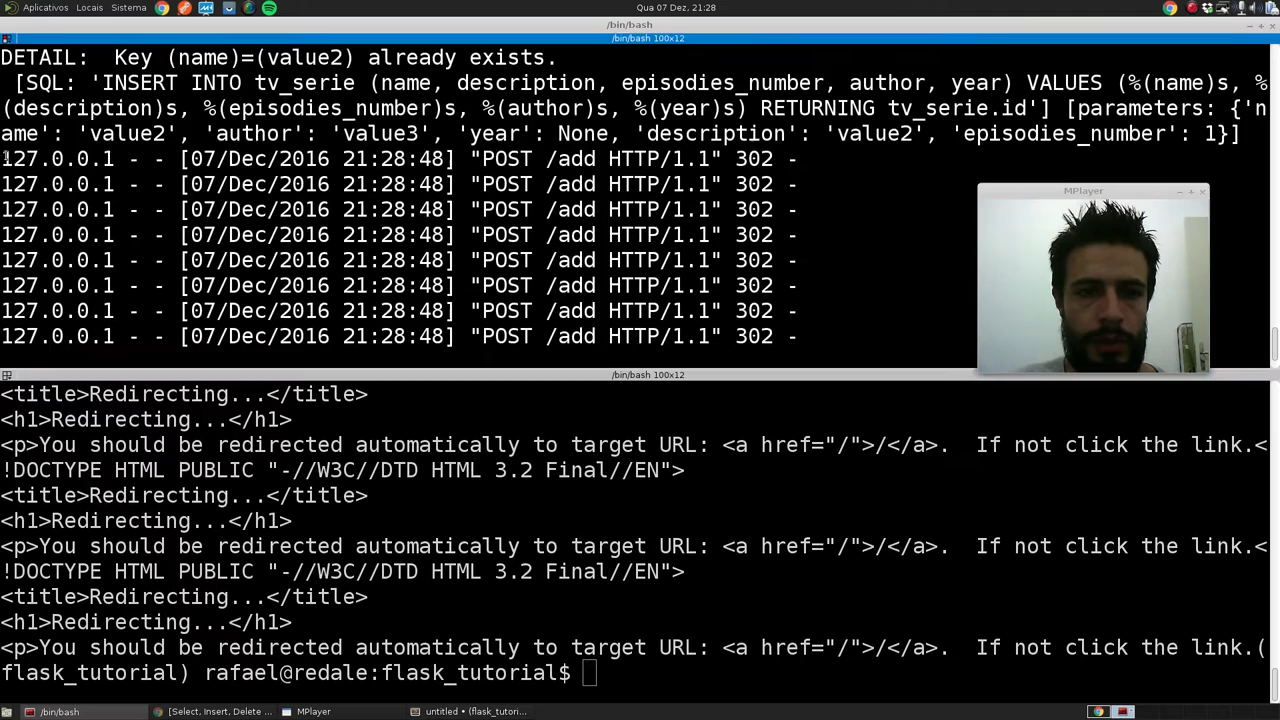 Aplicativos Locais Sistema
Qua 07 Dez, 21:28
/bin/bash
/bin/bash 100x12
DETAIL:  Key (name)=(value2) already exists.
 [SQL: 'INSERT INTO tv_serie (name, description, episodies_number, author, year) VALUES (%(name)s, %
(description)s, %(episodies_number)s, %(author)s, %(year)s) RETURNING tv_serie.id'] [parameters: {'n
ame': 'value2', 'author': 'value3', 'year': None, 'description': 'value2', 'episodies_number': 1}]
127.0.0.1 - - [07/Dec/2016 21:28:48] "POST /add HTTP/1.1" 302 -
127.0.0.1 - - [07/Dec/2016 21:28:48] "POST /add HTTP/1.1" 302 -
127.0.0.1 - - [07/Dec/2016 21:28:48] "POST /add HTTP/1.1" 302 -
127.0.0.1 - - [07/Dec/2016 21:28:48] "POST /add HTTP/1.1" 302 -
127.0.0.1 - - [07/Dec/2016 21:28:48] "POST /add HTTP/1.1" 302 -
127.0.0.1 - - [07/Dec/2016 21:28:48] "POST /add HTTP/1.1" 302 -
127.0.0.1 - - [07/Dec/2016 21:28:48] "POST /add HTTP/1.1" 302 -
127.0.0.1 - - [07/Dec/2016 21:28:48] "POST /add HTTP/1.1" 302 -
MPlayer
/bin/bash 100x12
<title>Redirecting...</title>
<h1>Redirecting...</h1>
<p>You should be redirected automatically to target URL: <a href="/">/</a>.  If not click the link.<
!DOCTYPE HTML PUBLIC "-//W3C//DTD HTML 3.2 Final//EN">
<title>Redirecting...</title>
<h1>Redirecting...</h1>
<p>You should be redirected automatically to target URL: <a href="/">/</a>.  If not click the link.<
!DOCTYPE HTML PUBLIC "-//W3C//DTD HTML 3.2 Final//EN">
<title>Redirecting...</title>
<h1>Redirecting...</h1>
<p>You should be redirected automatically to target URL: <a href="/">/</a>.  If not click the link.(
flask_tutorial) rafael@redale:flask_tutorial$
/bin/bash
[Select, Insert, Delete ...
MPlayer
untitled • (flask_tutori...